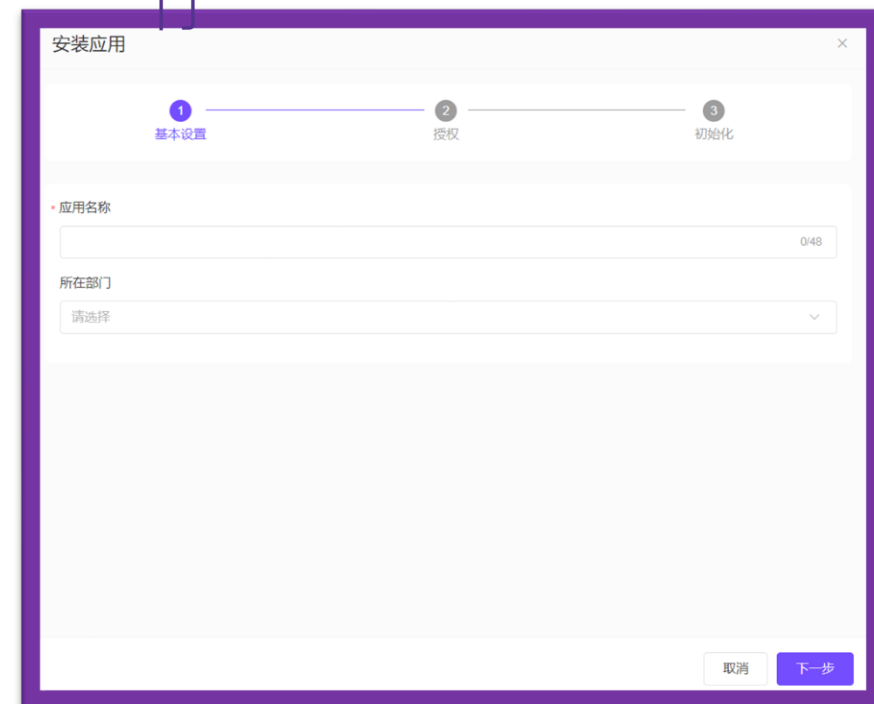 安装应用
1
2
3
基本设置
授权
初始化
* 应用名称
0/48
所在部门
请选择
取消
下一步